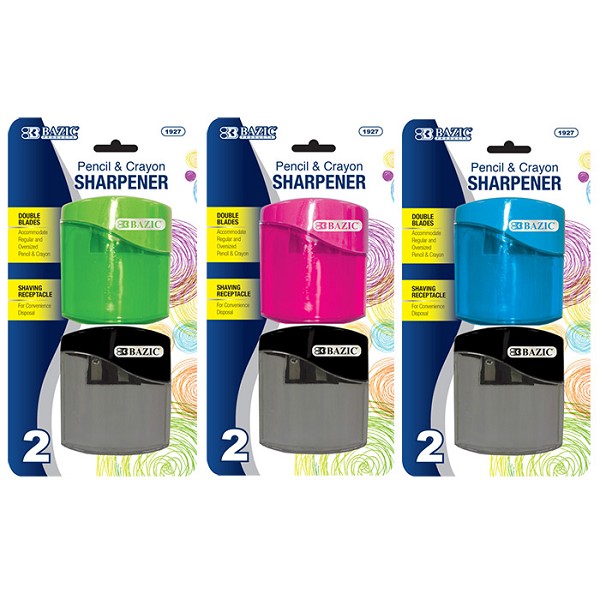 BAZIC
PRODUCTS
1927
Pencil & Crayon
SHARPENER
DOUBLE
BLADES
Accommodate
Regular and
Oversized
Pencil & Crayon
SHAVING
RECEPTACLE
For Convenience
Disposal
BAZIC
BAZIC
2
BAZIC
PRODUCTS
1927
Pencil & Crayon
SHARPENER
DOUBLE
BLADES
Accommodate
Regular and
Oversized
Pencil & Crayon
SHAVING
RECEPTACLE
For Convenience
Disposal
BAZIC
BAZIC
2
BAZIC
PRODUCTS
1927
Pencil & Crayon
SHARPENER
DOUBLE
BLADES
Accommodate
Regular and
Oversized
Pencil & Crayon
SHAVING
RECEPTACLE
For Convenience
Disposal
BAZIC
BAZIC
2